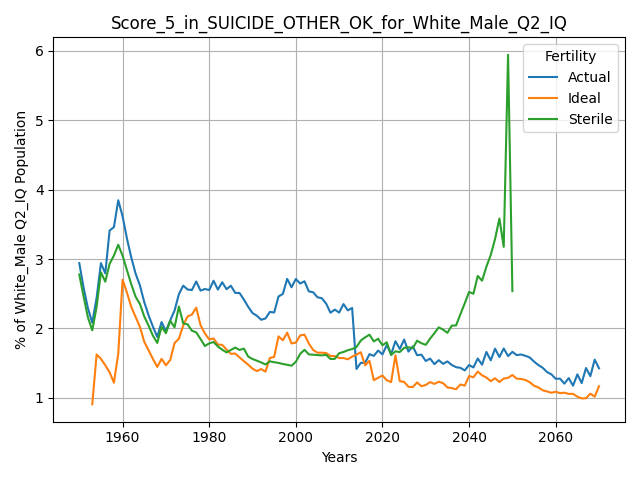 Score_5_in_SUICIDE_OTHER_OK_for_White_Male_Q2_IQ
% of White_Male Q2_IQ Population
6
5
4
3
2
1
Fertility
Actual
Ideal
Sterile
1960 1980 2000 2020 2040 2060
Years